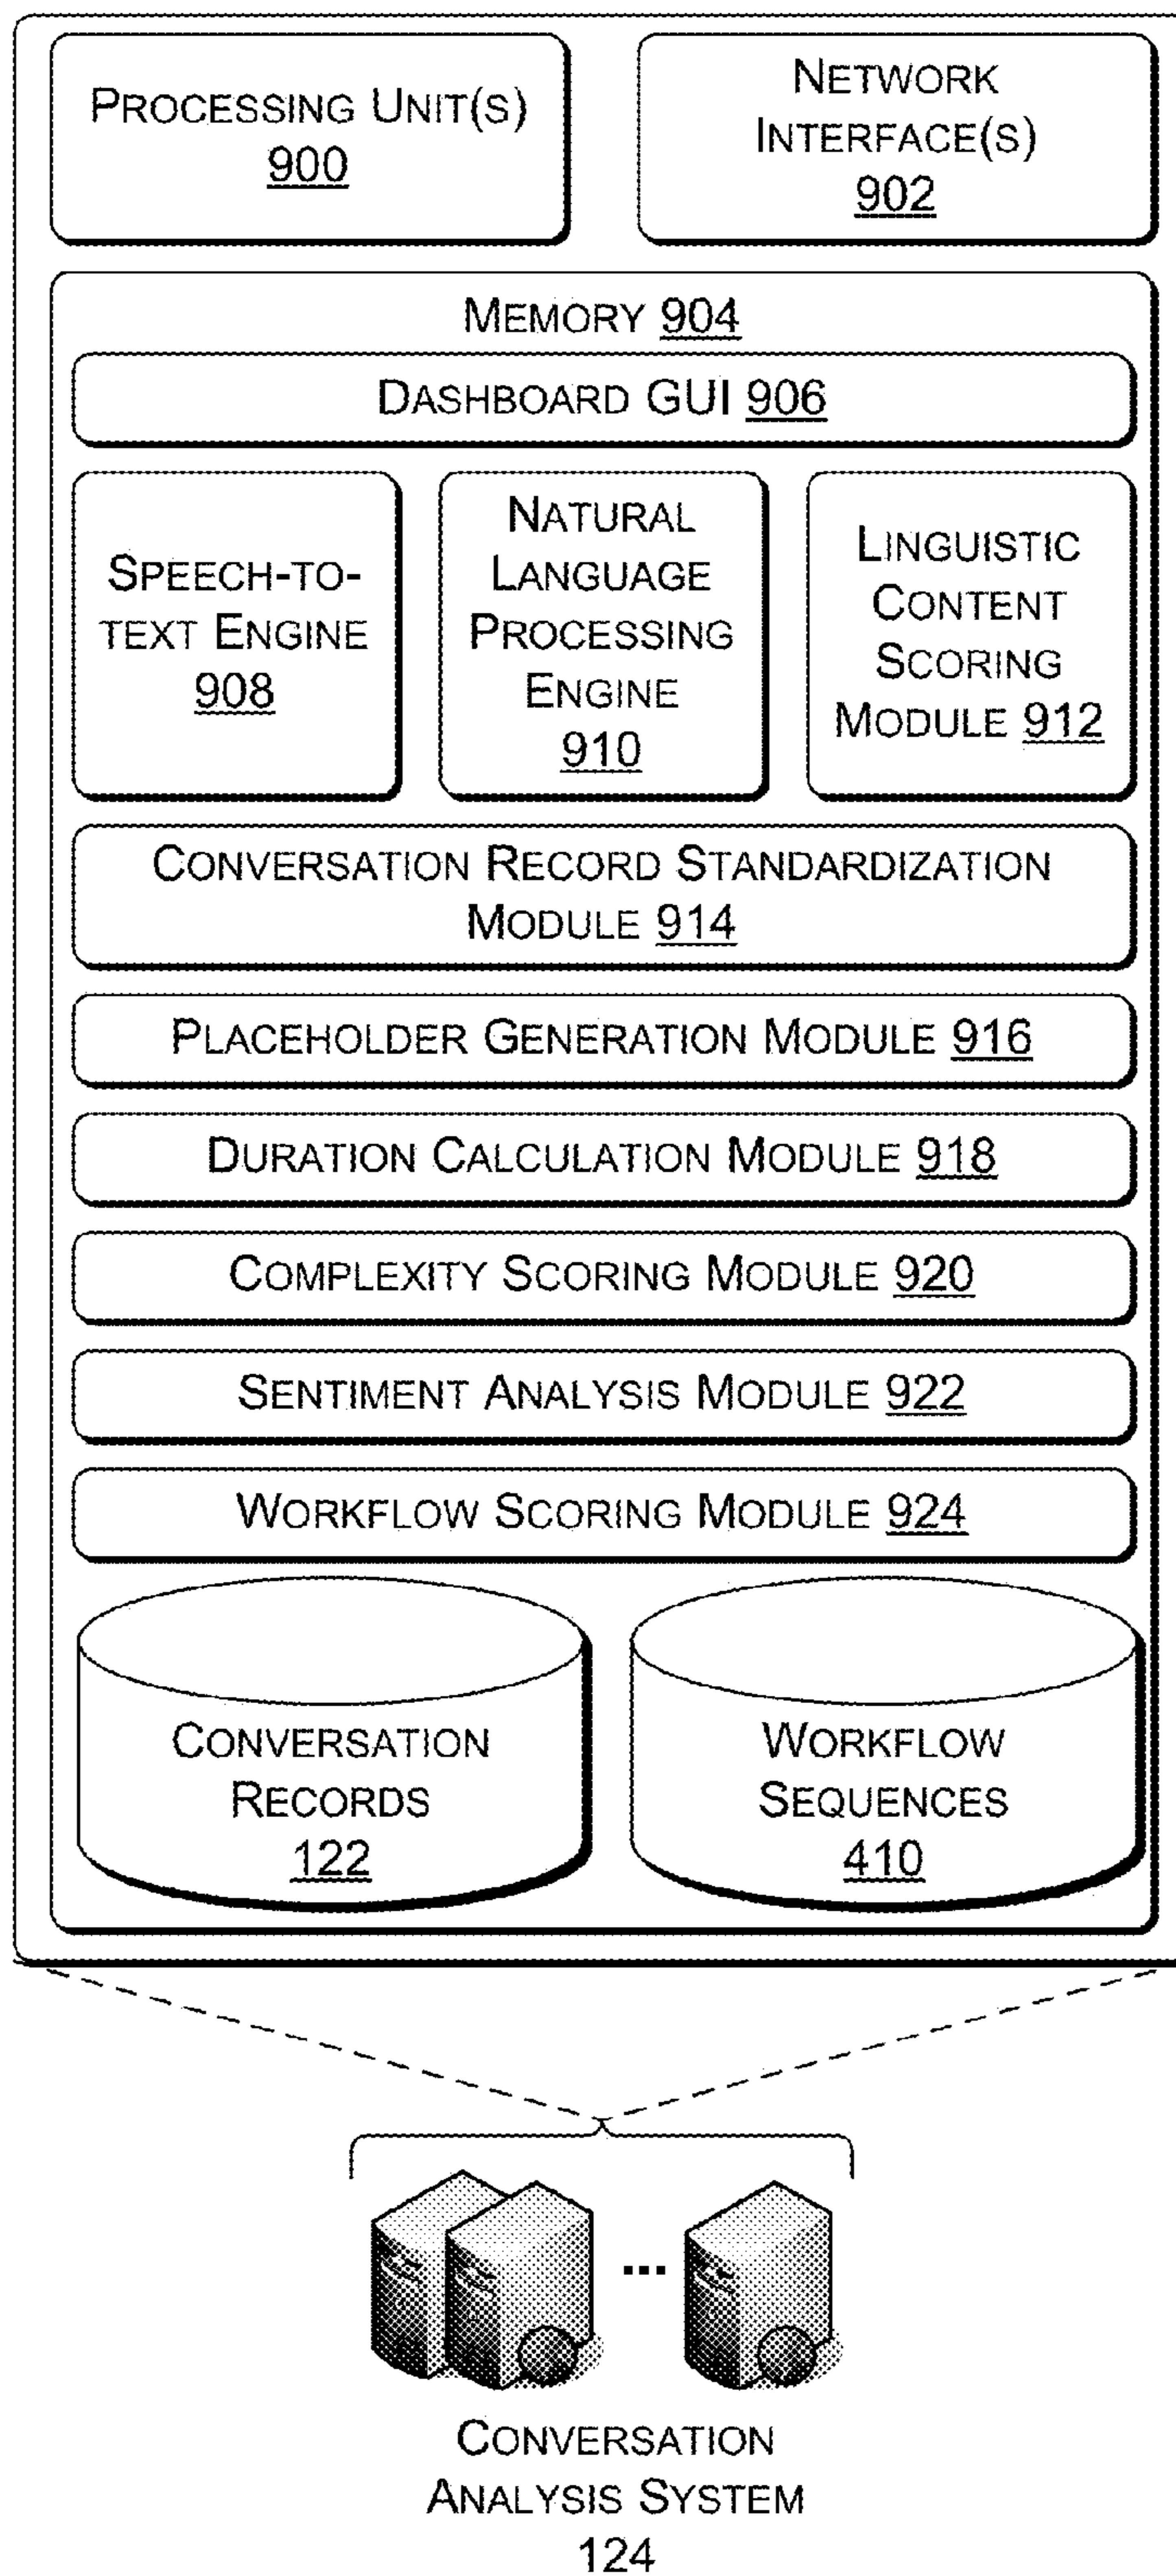 PROCESSING UNIT(S)
900
NETWORK
INTERFACE(S)
902
MEMORY 904
DASHBOARD GUI 906
SPEECH-TO-
TEXT ENGINE
908
NATURAL
LANGUAGE
PROCESSING
ENGINE
910
LINGUISTIC
CONTENT
SCORING
MODULE 912
CONVERSATION RECORD STANDARDIZATION
MODULE 914
PLACEHOLDER GENERATION MODULE 916
DURATION CALCULATION MODULE 918
COMPLEXITY SCORING MODULE 920
SENTIMENT ANALYSIS MODULE 922
WORKFLOW SCORING MODULE 924
CONVERSATION
RECORDS
122
WORKFLOW
SEQUENCES
410
...
CONVERSATION
ANALYSIS SYSTEM
124